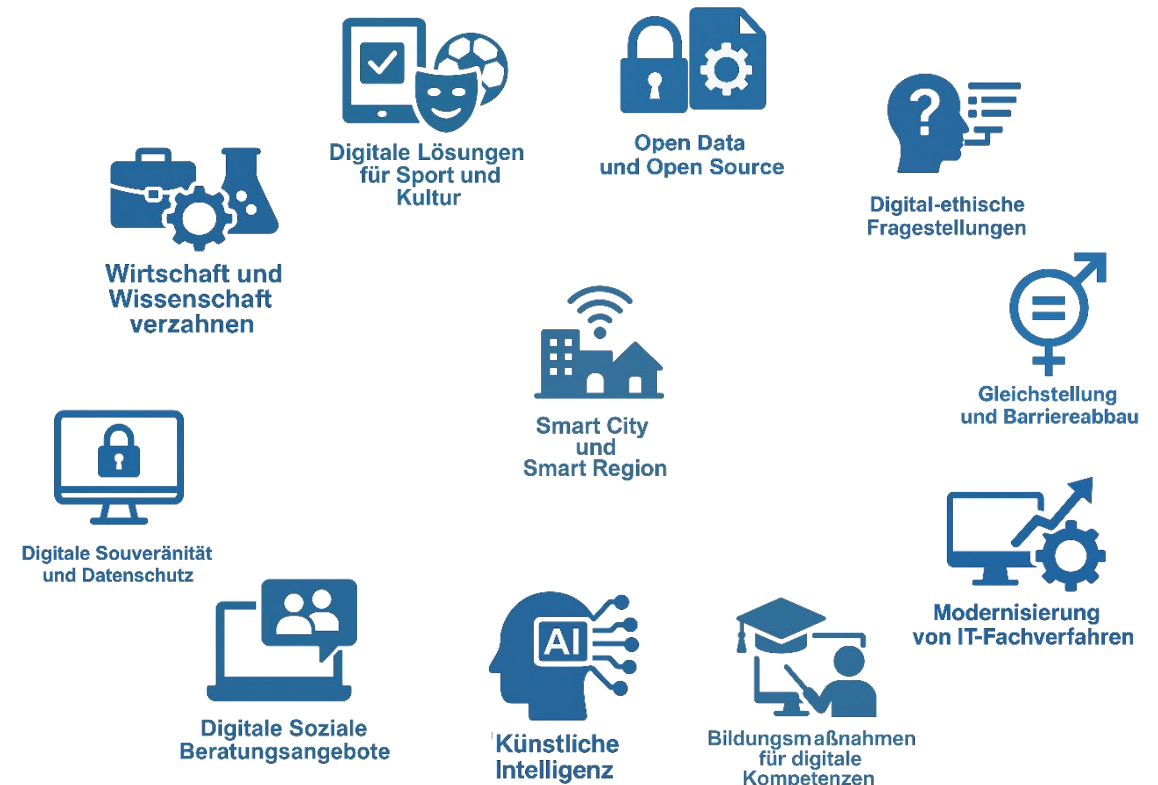 Digitale Lösungen
für Sport und
Kultur
Open Data
und Open Source
?
Digital-ethische
Fragestellungen
Wirtschaft und
Wissenschaft
verzahnen
Gleichstellung
und Barriereabbau
Smart City
und
Smart Region
Digitale Souveränität
und Datenschutz
Modernisierung
von IT-Fachverfahren
Digitale Soziale
Beratungsangebote
AI
Künstliche
Intelligenz
Bildungsmaßnahmen
für digitale
Kompetenzen